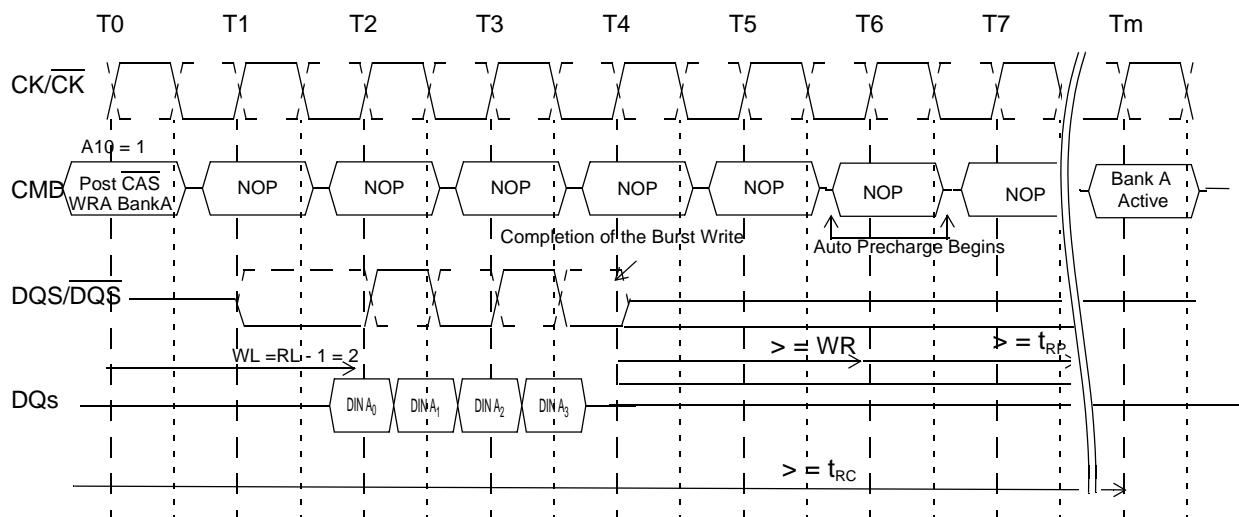 T0 T1 T2 T3 T4 T5 T6 T7 Tm
CK/CK
A10 = 1
CMD
Post CAS
WRA BankA
NOP NOP NOP NOP NOP NOP NOP
Bank A
Active
Completion of the Burst Write
Auto Precharge Begins
DQS/DQS
WL =RL - 1 = 2
> = WR
> = tRP
DQs
DIN A0 DIN A1 DIN A2 DIN A3
> = tRC